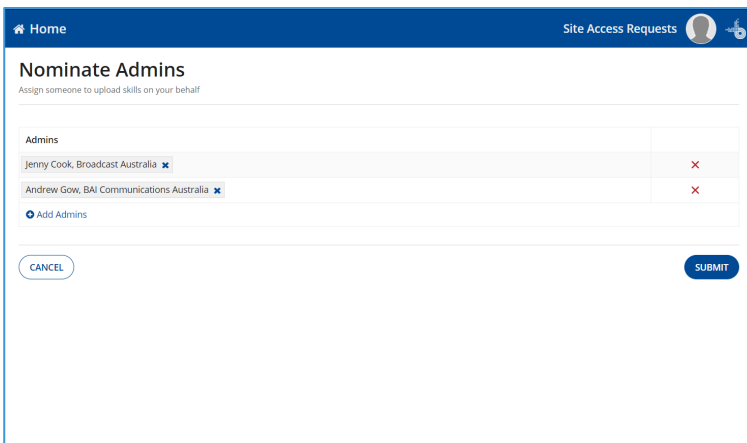 Home
Site Access Requests
Nominate Admins
Assign someone to upload skills on your behalf
Admins
Jenny Cook, Broadcast Australia
Andrew Gow, BAI Communications Australia
Add Admins
CANCEL
SUBMIT